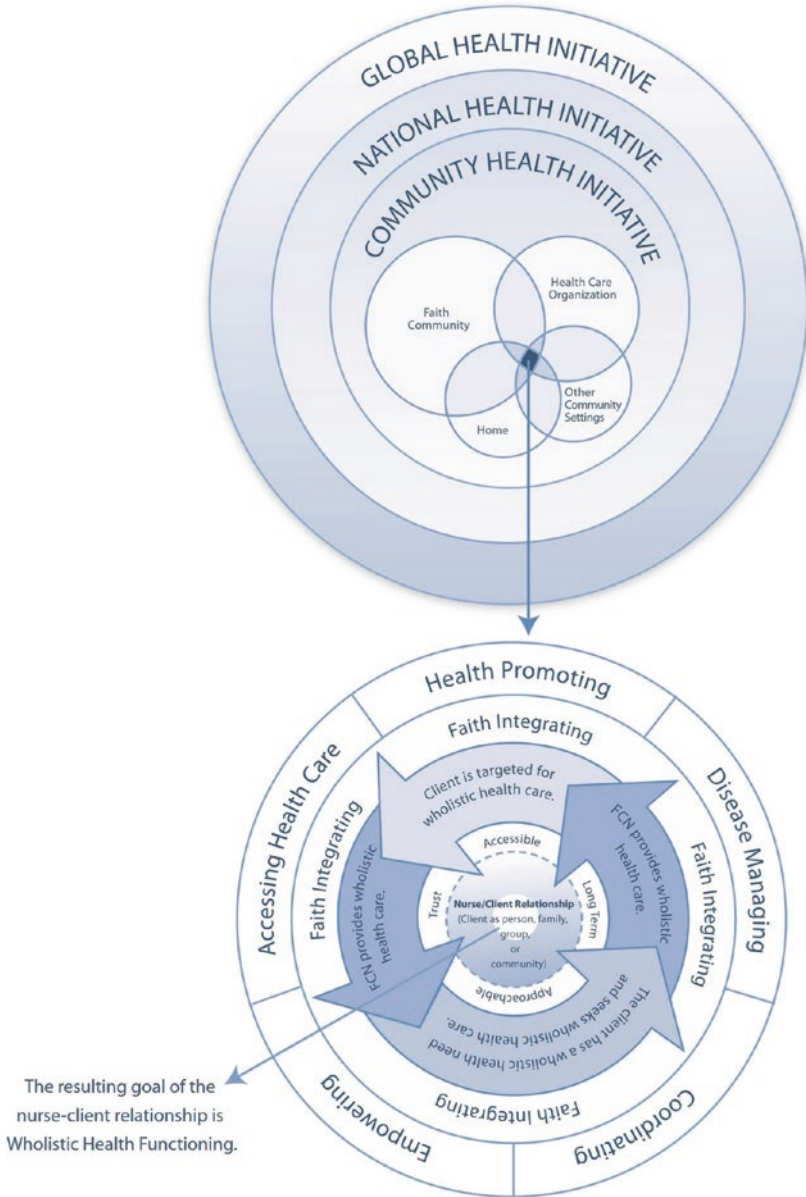 GLOBAL HEALTH INITIATIVE
NATIONAL HEALTH INITIATIVE
COMMUNITY HEALTH INITIATIVE
Faith
Community
Health Care
Organization
Home
Other
Community
Settings
Health Promoting
Disease Managing
Coordinating
Empowering
Accessing Health Care
Faith Integrating
Faith Integrating
Faith Integrating
Faith Integrating
Client is targeted for
wholistic health care.
FCN provides wholistic
health care.
The client has a wholistic health need
and seeks wholistic health care.
FCN provides wholistic
health care.
Accessible
Long Term
Approachable
Trust
Nurse/Client Relationship
(Client as person, family,
group,
or
community)
The resulting goal of the
nurse-client relationship is
Wholistic Health Functioning.